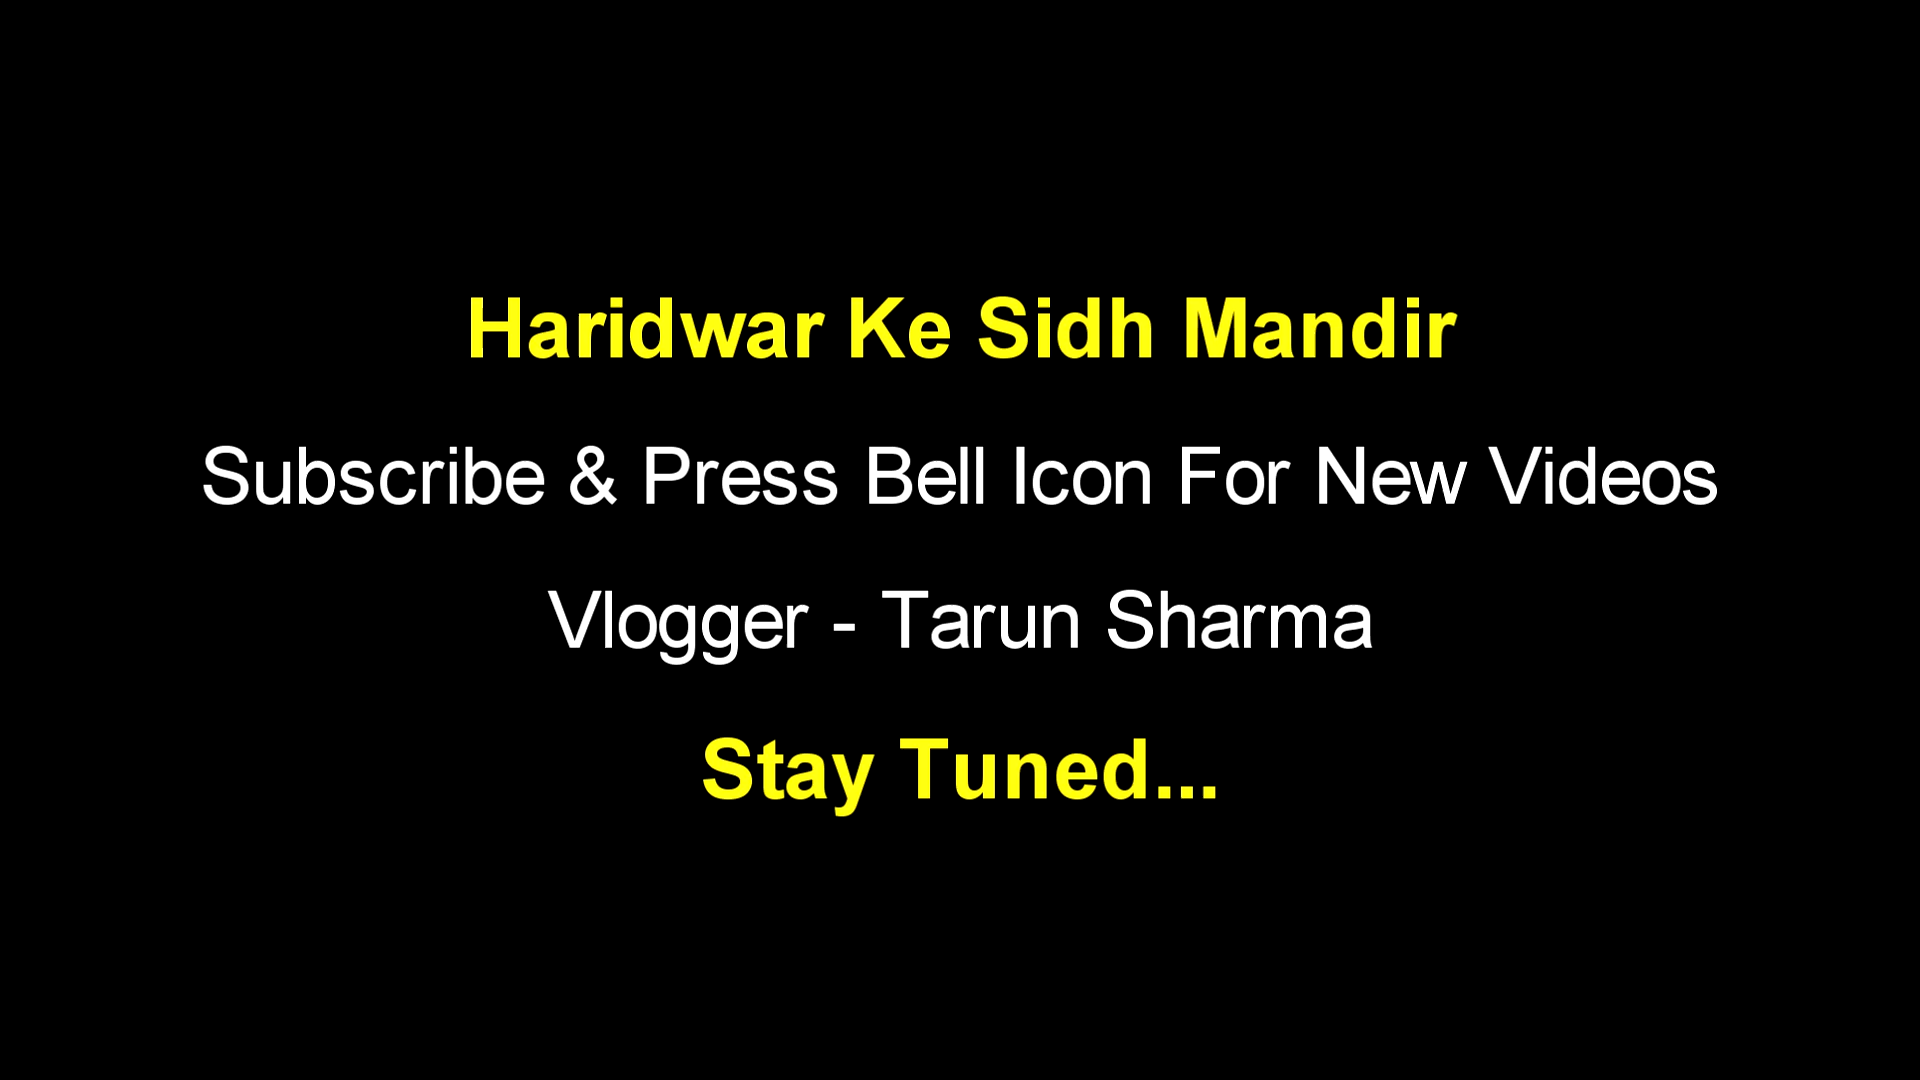 Haridwar Ke Sidh Mandir
Subscribe & Press Bell Icon For New Videos
Vlogger - Tarun Sharma
Stay Tuned...